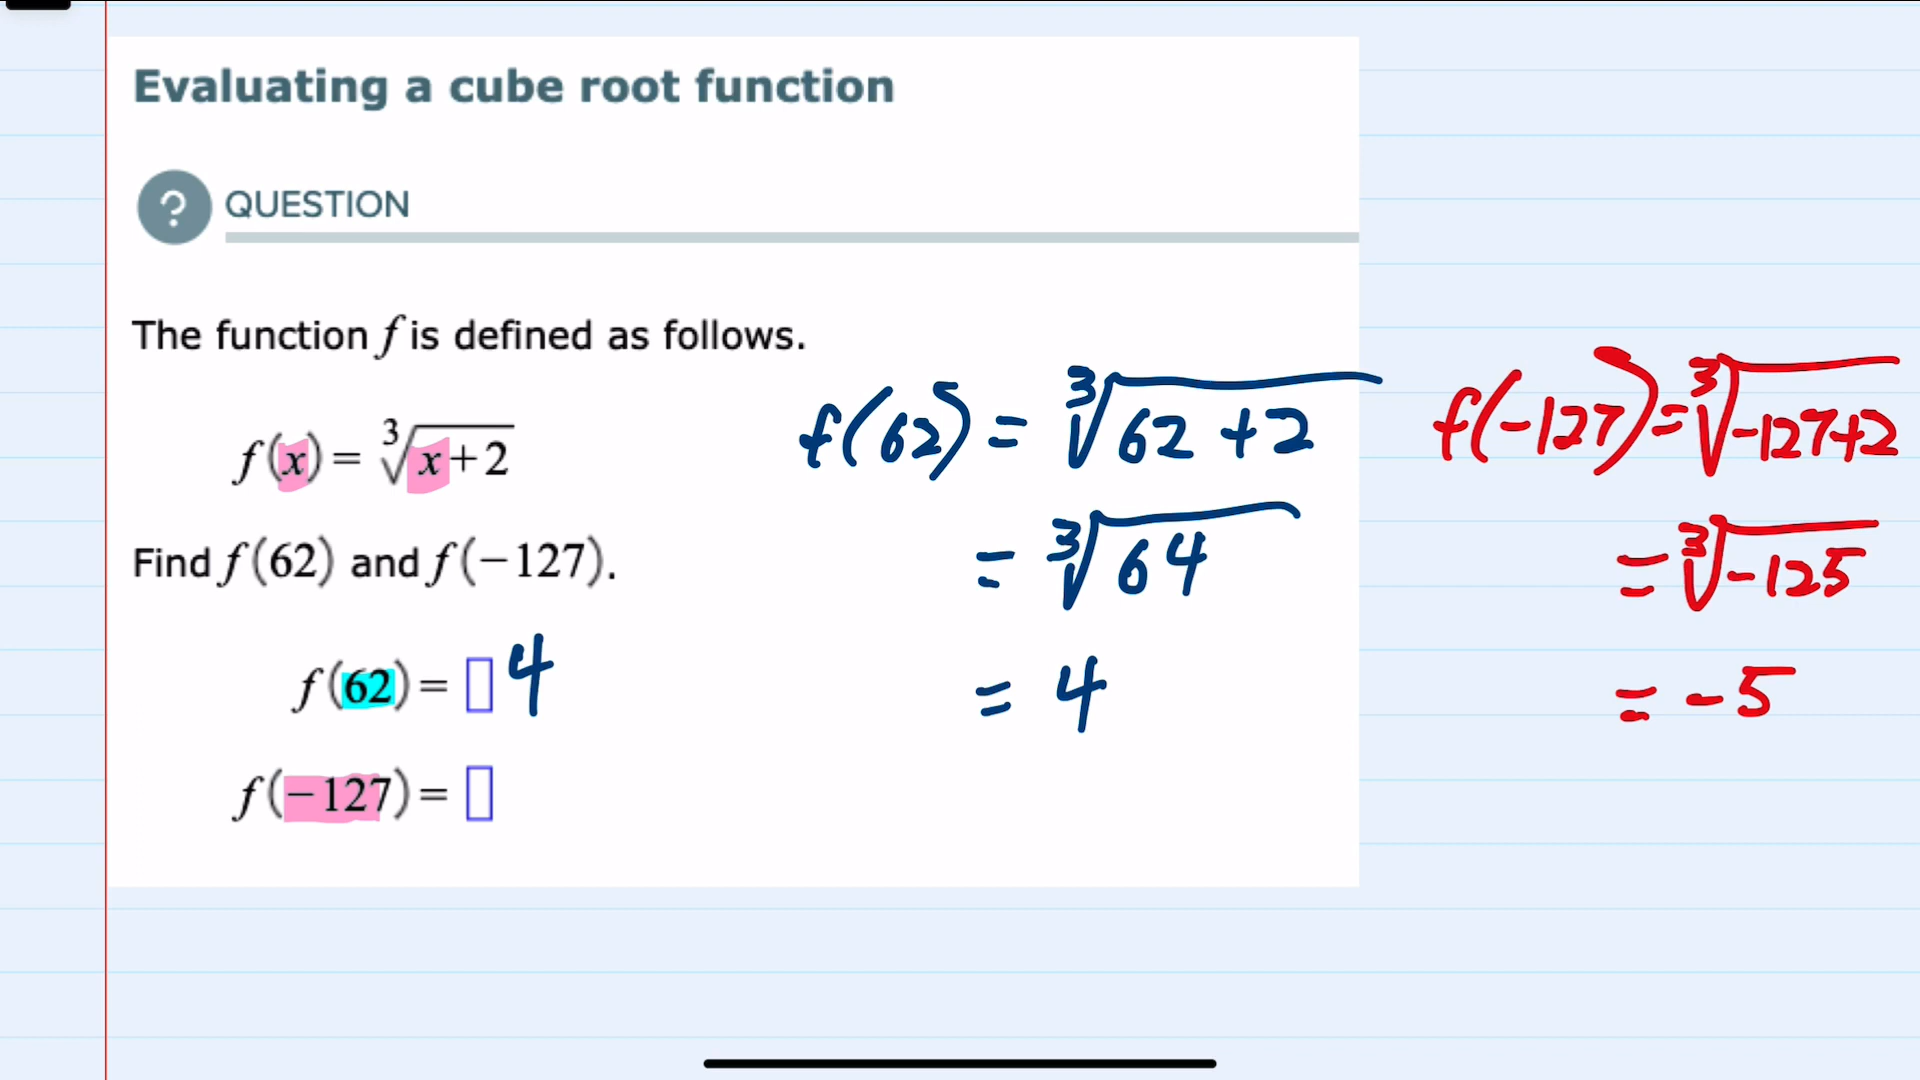 Evaluating a cube root function
? QUESTION
The function f is defined as follows.
f(x) = ∛(x+2)
Find f(62) and f(−127).
f(62) = ▯ 4
f(−127) = ▯
f(62) = ∛(62+2)
= ∛64
= 4
f(-127) = ∛(-127+2)
= ∛(-125)
= -5